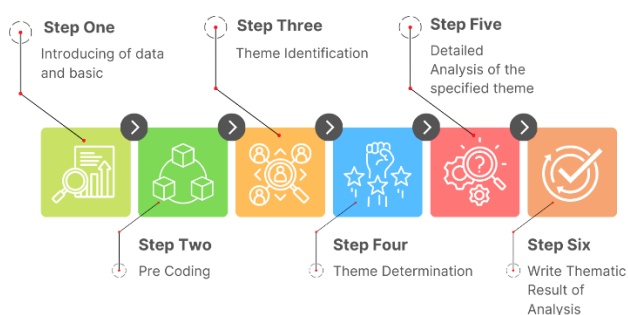 Step One
Introducing of data
and basic
Step Two
Pre Coding
Step Three
Theme Identification
Step Four
Theme Determination
Step Five
Detailed
Analysis of the
specified theme
Step Six
Write Thematic
Result of
Analysis
?